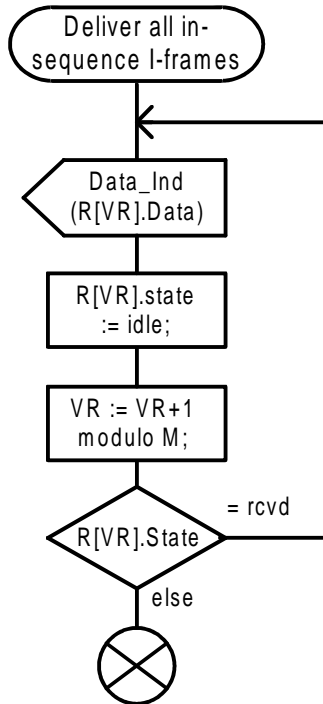 Deliver all in-
sequence I-frames
Data_Ind
(R[VR].Data)
R[VR].state
:= idle;
VR := VR+1
modulo M;
= rcvd
R[VR].State
else